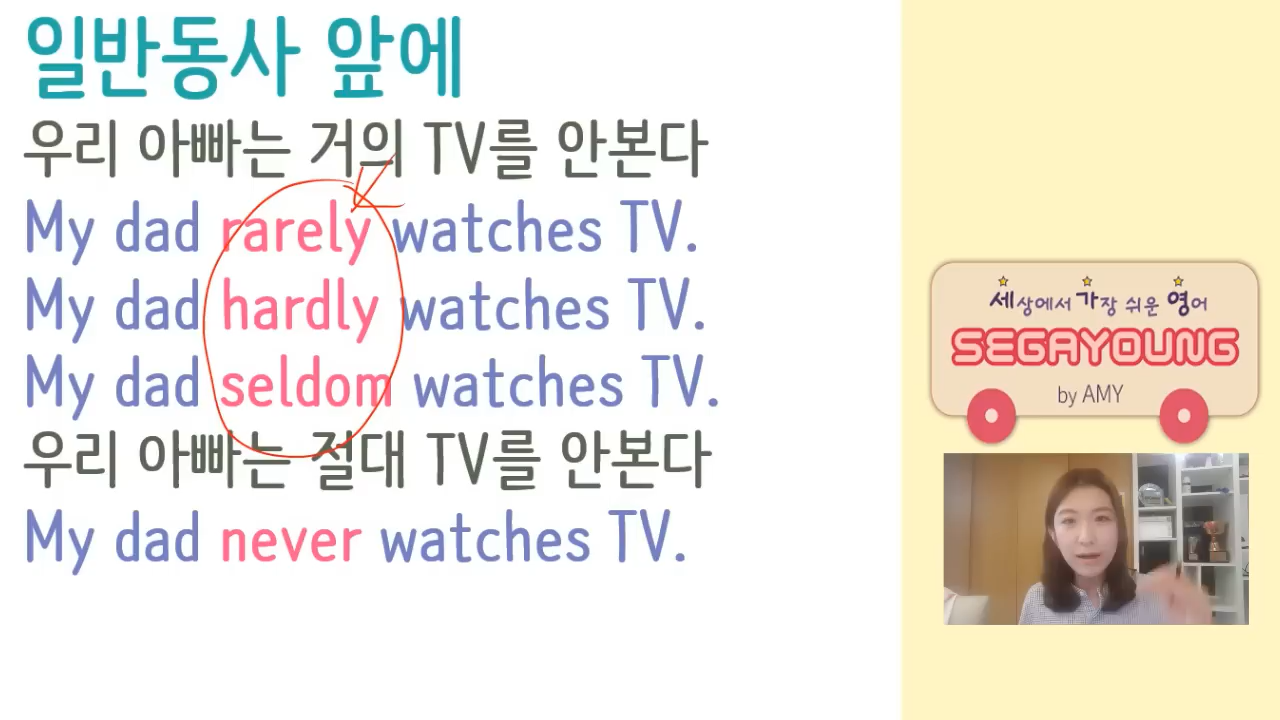 일반동사 앞에
우리 아빠는 거의 TV를 안본다
My dad rarely watches TV.
My dad hardly watches TV.
My dad seldom watches TV.
우리 아빠는 절대 TV를 안본다
My dad never watches TV.
세상에서 가장 쉬운 영어
SEGAYOUNG
by AMY